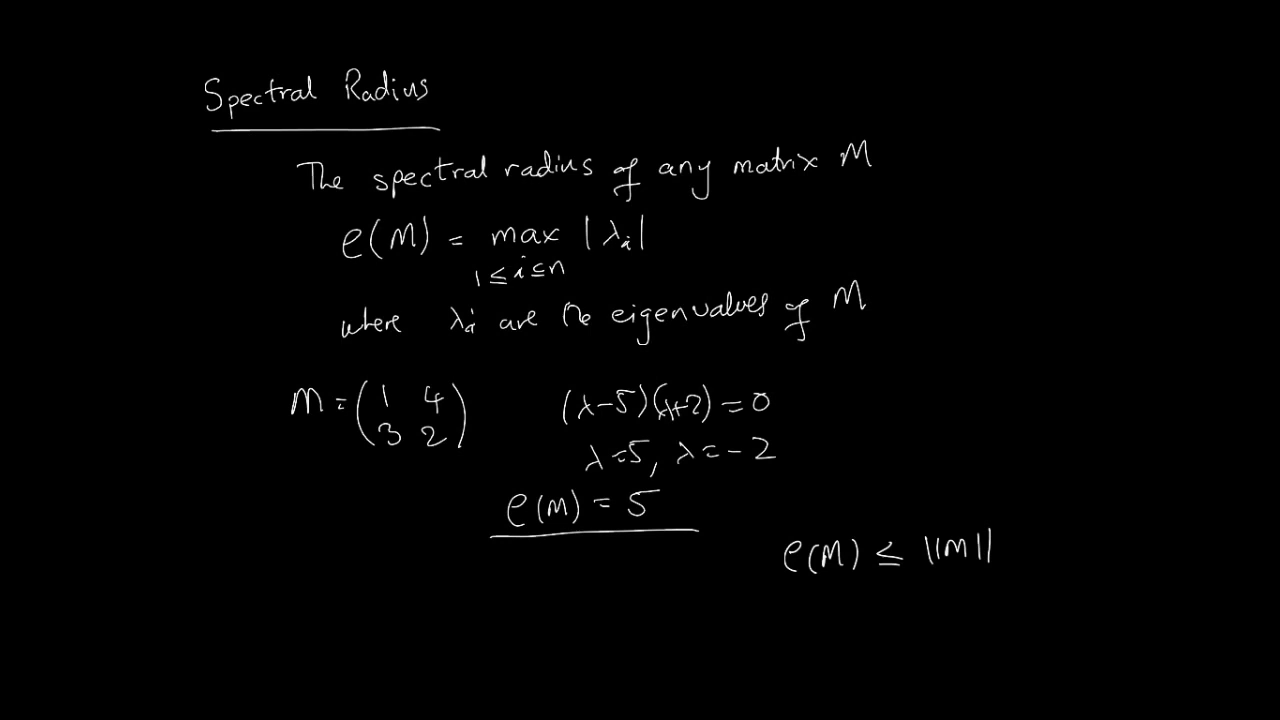 Spectral Radius
The spectral radius of any matrix M
ρ(M) = max |λi|
1 ≤ i ≤ n
where λi are the eigenvalues of M
M = (1 4
3 2)
(λ-5)(λ+2) = 0
λ = 5, λ = -2
ρ(M) = 5
ρ(M) ≤ ||M||